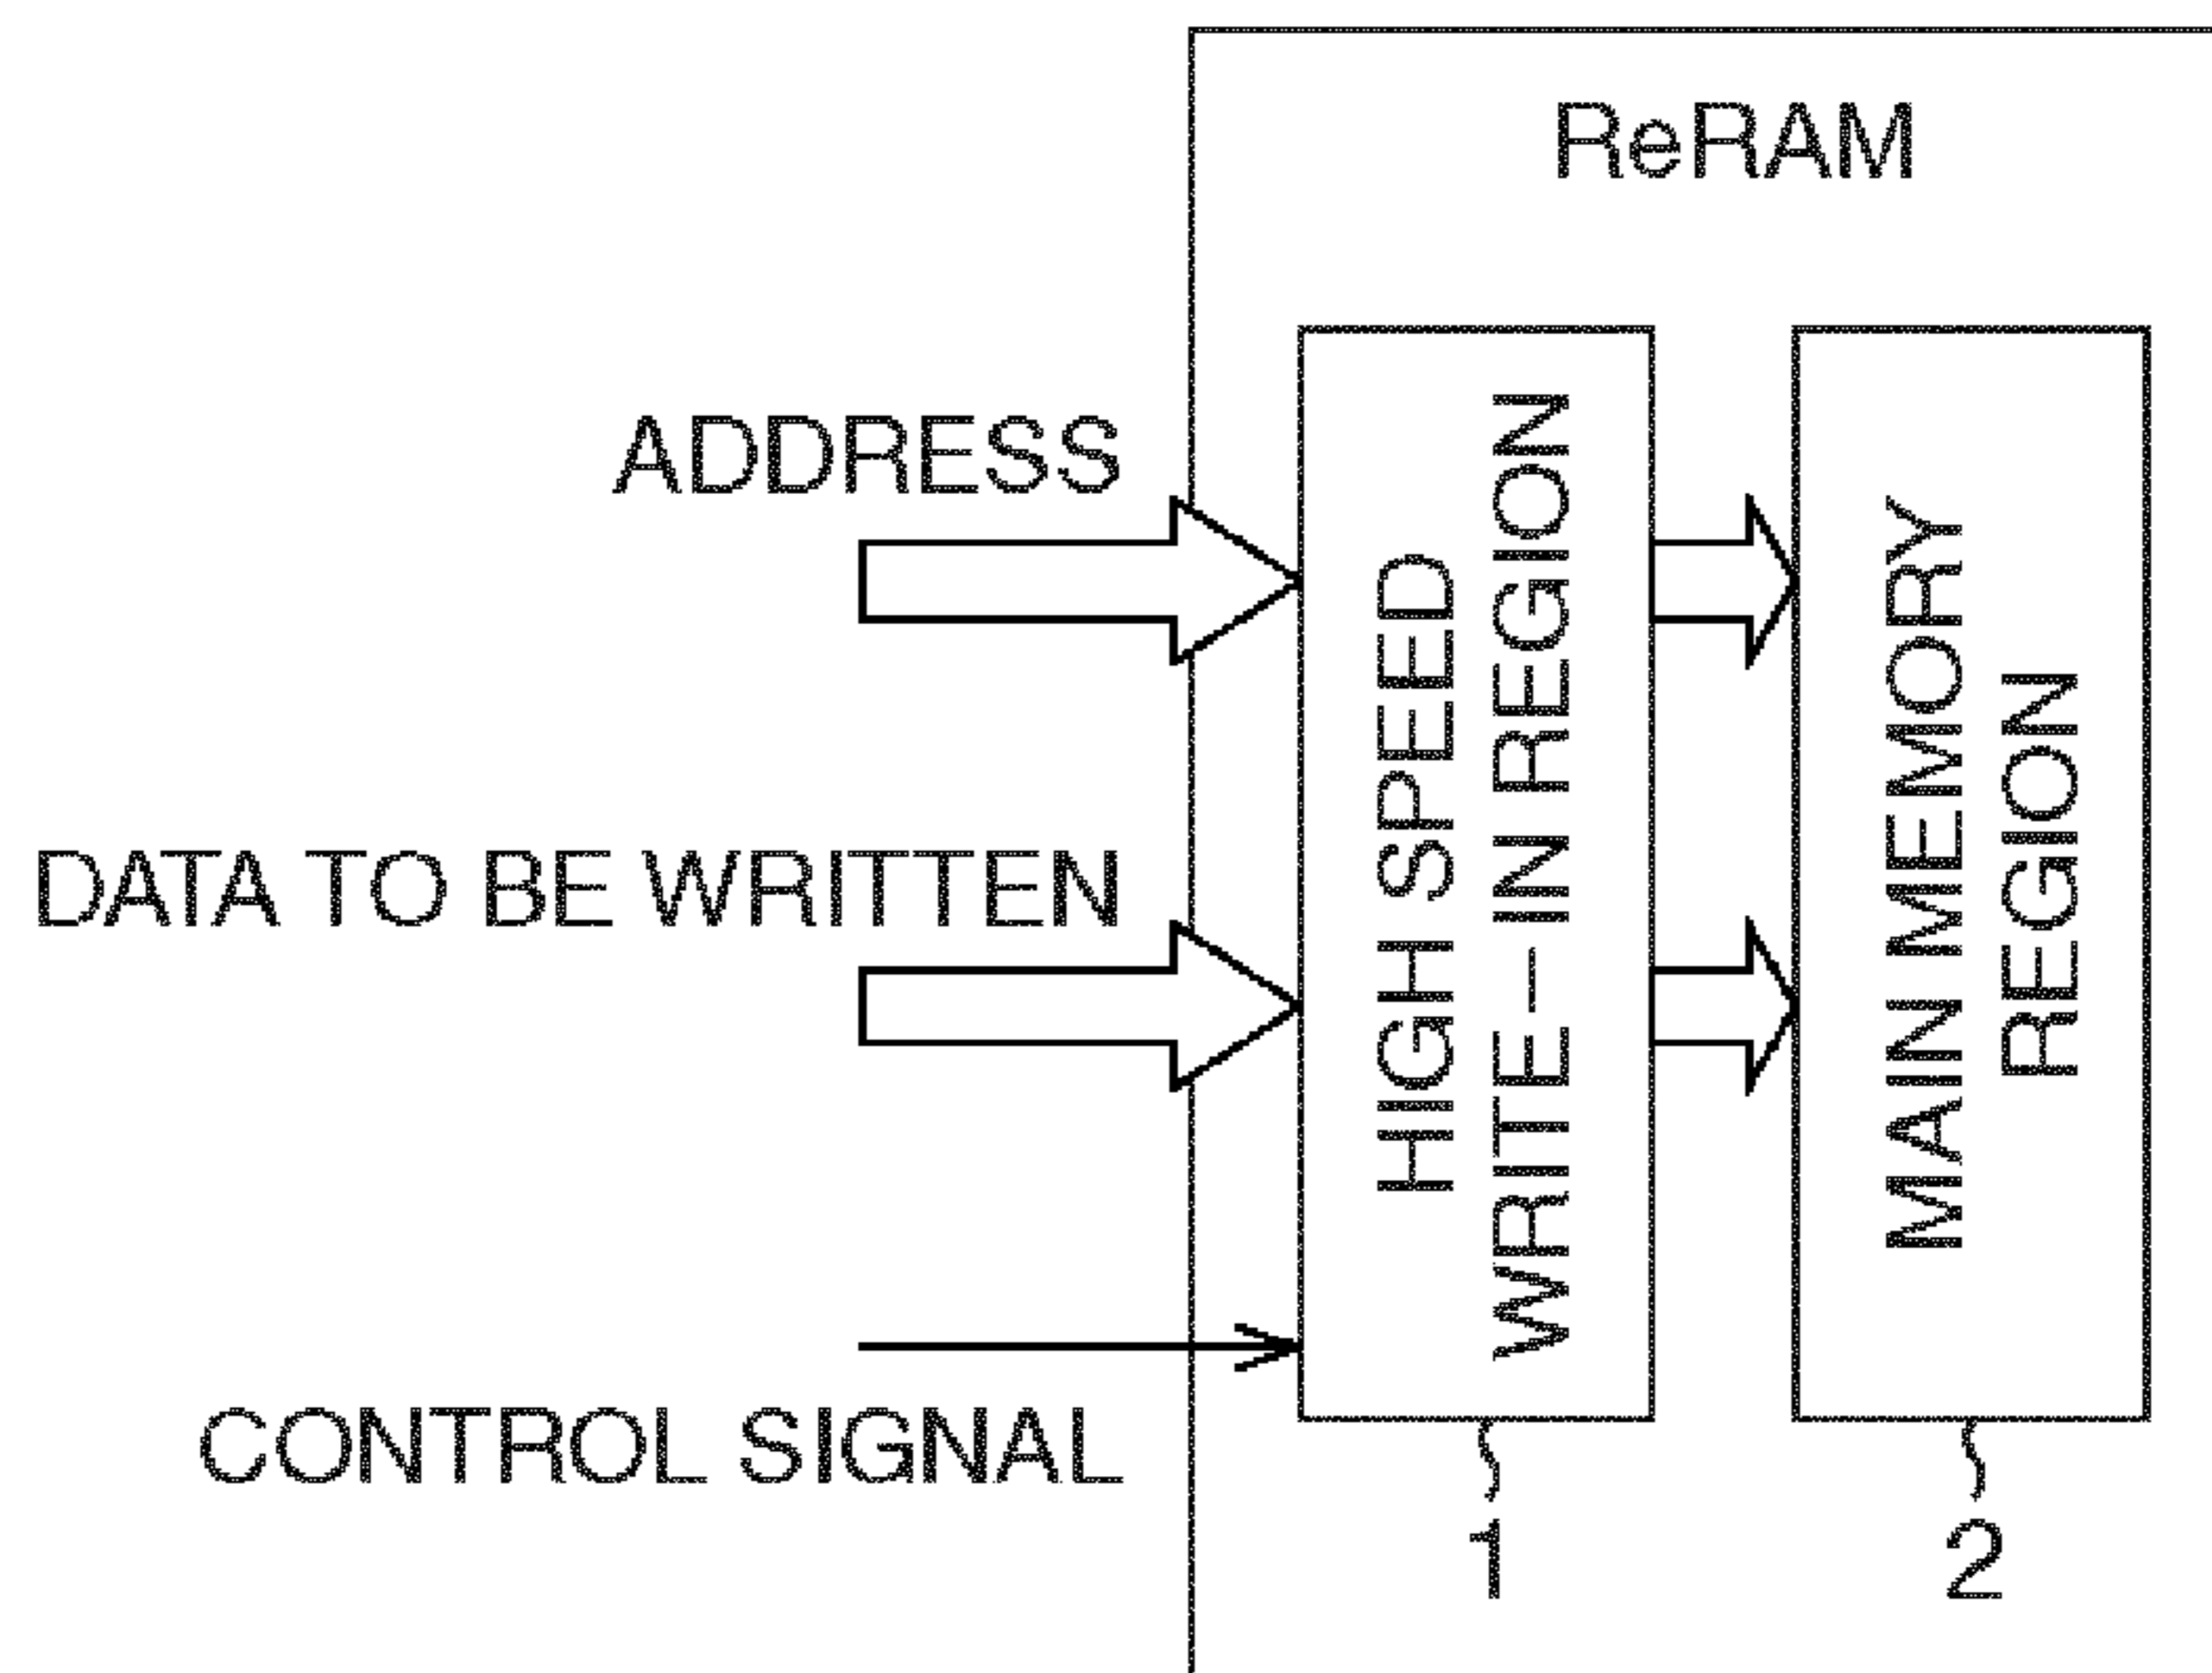 ReRAM
ADDRESS
DATA TO BE WRITTEN
CONTROL SIGNAL
HIGH SPEED
WRITE-IN REGION
MAIN MEMORY
REGION
1
2